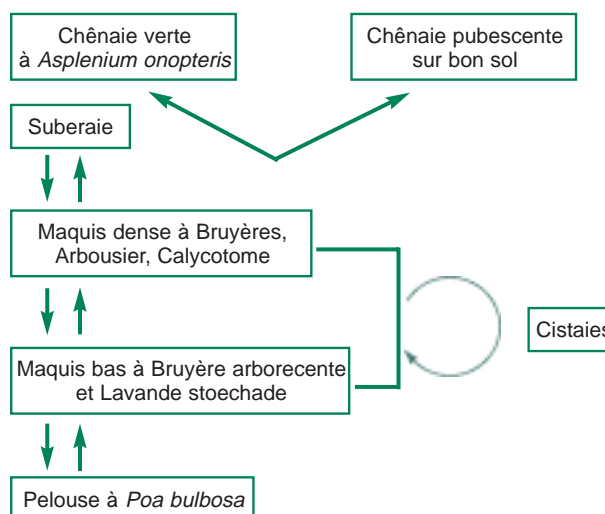 Chênaie verte
à Asplenium onopteris
Chênaie pubescente
sur bon sol
Suberaie
Maquis dense à Bruyères,
Arbousier, Calycotome
Cistaies
Maquis bas à Bruyère arborecente
et Lavande stoechade
Pelouse à Poa bulbosa